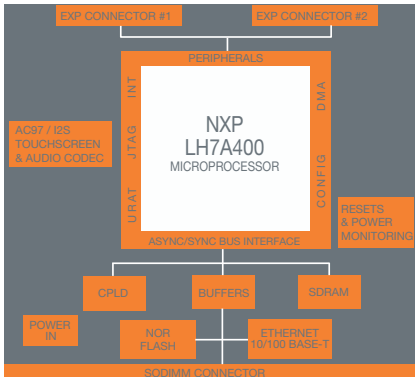 EXP CONNECTOR #1
EXP CONNECTOR #2
PERIPHERALS
INT
DMA
JTAG
CONFIG
URAT
NXP
LH7A400
MICROPROCESSOR
AC97 / I2S
TOUCHSCREEN
& AUDIO CODEC
RESETS
& POWER
MONITORING
ASYNC/SYNC BUS INTERFACE
CPLD
BUFFERS
SDRAM
POWER
IN
NOR
FLASH
ETHERNET
10/100 BASE-T
SODIMM CONNECTOR